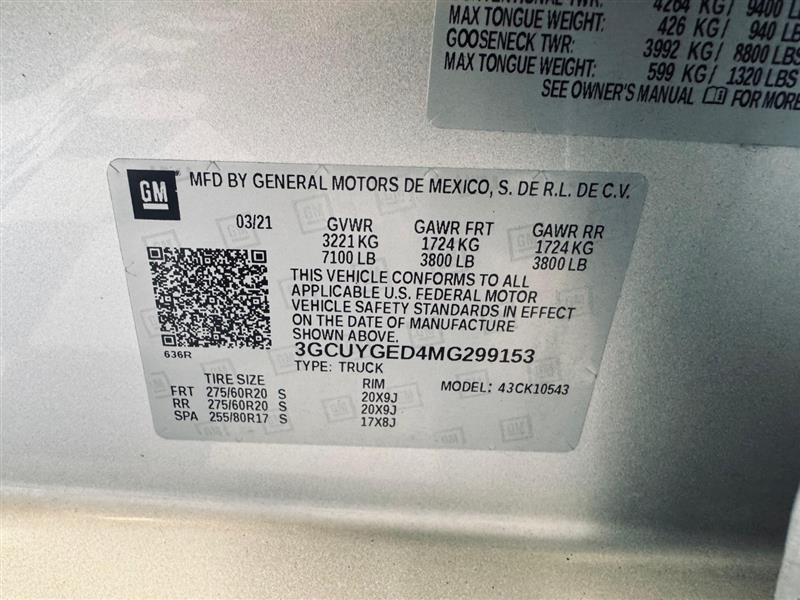 CONVENTIONAL TWR: 4264 KG/ 9400 L
MAX TONGUE WEIGHT: 426 KG/ 940 LB
GOOSENECK TWR: 3992 KG/ 8800 LBS
MAX TONGUE WEIGHT: 599 KG/ 1320 LBS
SEE OWNER'S MANUAL FOR MORE
GM MFD BY GENERAL MOTORS DE MEXICO, S. DE R.L. DE C.V.
03/21 GVWR GAWR FRT GAWR RR
3221 KG 1724 KG 1724 KG
7100 LB 3800 LB 3800 LB
THIS VEHICLE CONFORMS TO ALL
APPLICABLE U.S. FEDERAL MOTOR
VEHICLE SAFETY STANDARDS IN EFFECT
ON THE DATE OF MANUFACTURE
SHOWN ABOVE.
636R
3GCUYGED4MG299153
TYPE: TRUCK
TIRE SIZE RIM MODEL: 43CK10543
FRT 275/60R20 S 20X9J
RR 275/60R20 S 20X9J
SPA 255/80R17 S 17X8J